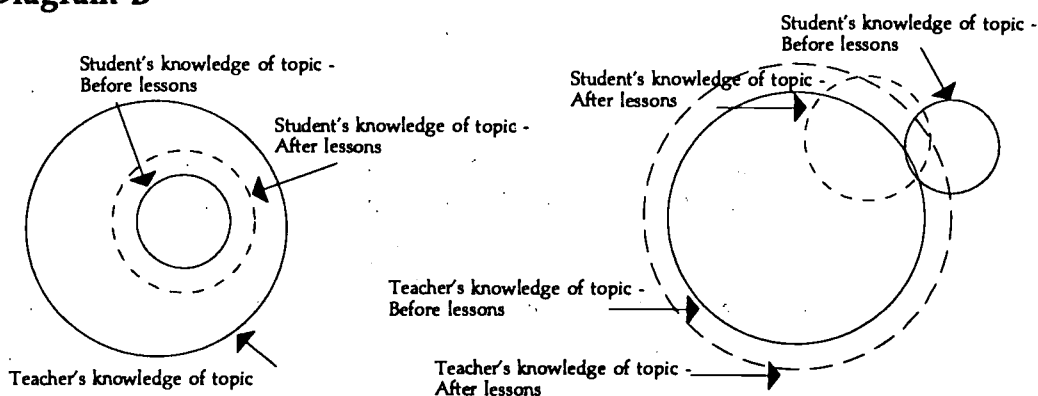 Diagram B
Student's knowledge of topic -
Before lessons
Student's knowledge of topic -
After lessons
Teacher's knowledge of topic
Student's knowledge of topic -
Before lessons
Student's knowledge of topic -
After lessons
Teacher's knowledge of topic -
Before lessons
Teacher's knowledge of topic -
After lessons